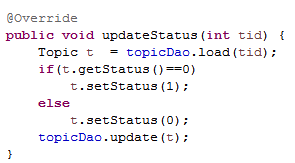 @Override
public void updateStatus(int tid) {
    Topic t  = topicDao.load(tid);
    if(t.getStatus()==0)
        t.setStatus(1);
    else
        t.setStatus(0);
    topicDao.update(t);
}